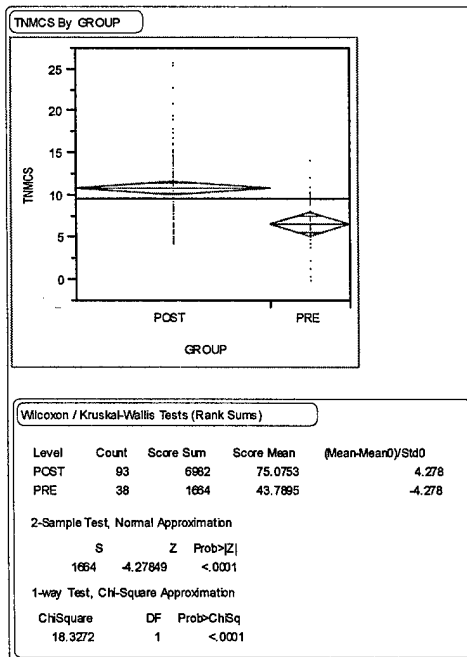 TNMCS By GROUP
25
20
15
10
5
0
TNMCS
POST PRE
GROUP
Wilcoxon / Kruskal-Wallis Tests (Rank Sums)
Level Count Score Sum Score Mean (Mean-Mean0)/Std0
POST 93 6982 75.0753 4.278
PRE 38 1664 43.7895 -4.278
2-Sample Test, Normal Approximation
S Z Prob>|Z|
1664 -4.27849 <.0001
1-way Test, Chi-Square Approximation
ChiSquare DF Prob>ChiSq
18.3272 1 <.0001